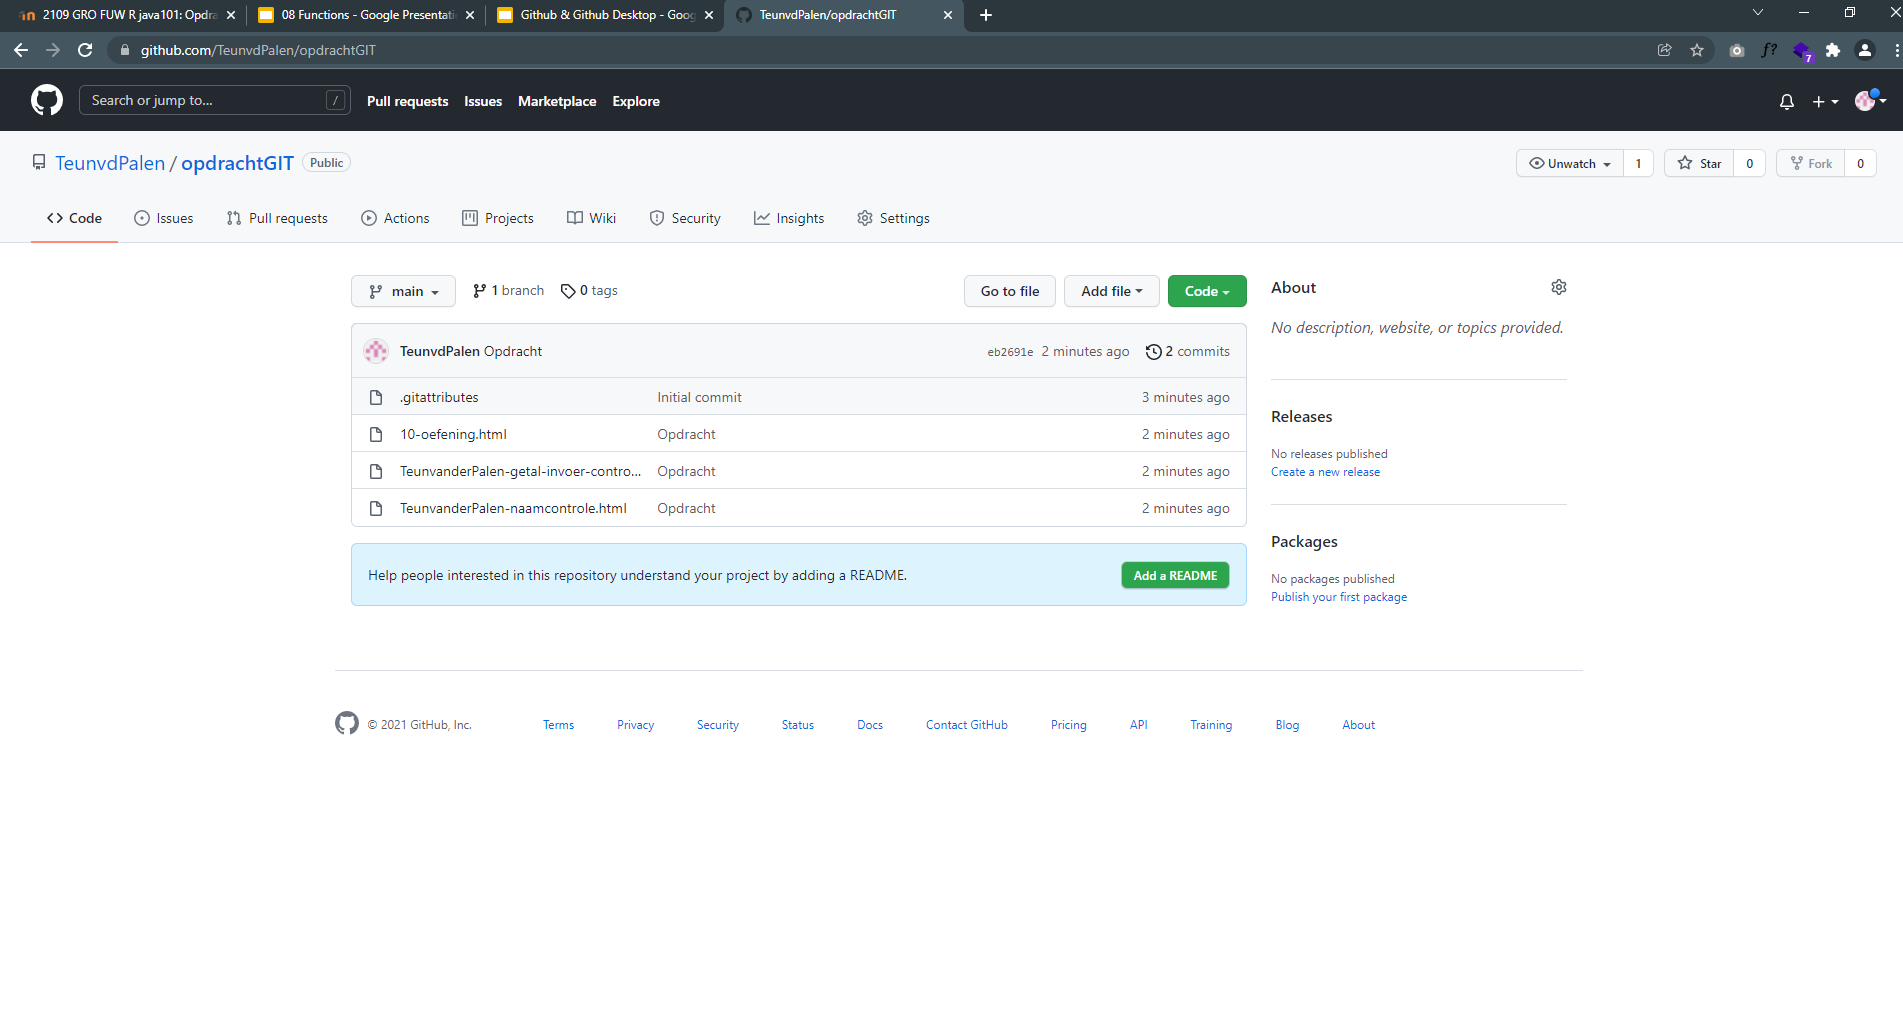 2109 GRO FUW R java101: Opdra
08 Functions - Google Presentati
Github & Github Desktop - Goog
TeunvdPalen/opdrachtGIT
github.com/TeunvdPalen/opdrachtGIT
f?
7
Search or jump to...
/
Pull requests
Issues
Marketplace
Explore
TeunvdPalen / opdrachtGIT
Public
Unwatch
1
Star
0
Fork
0
Code
Issues
Pull requests
Actions
Projects
Wiki
Security
Insights
Settings
main
1 branch
0 tags
Go to file
Add file
Code
TeunvdPalen Opdracht
eb2691e 2 minutes ago
2 commits
.gitattributes
Initial commit
3 minutes ago
10-oefening.html
Opdracht
2 minutes ago
TeunvanderPalen-getal-invoer-contro...
Opdracht
2 minutes ago
TeunvanderPalen-naamcontrole.html
Opdracht
2 minutes ago
Help people interested in this repository understand your project by adding a README.
Add a README
About
No description, website, or topics provided.
Releases
No releases published
Create a new release
Packages
No packages published
Publish your first package
© 2021 GitHub, Inc.
Terms
Privacy
Security
Status
Docs
Contact GitHub
Pricing
API
Training
Blog
About